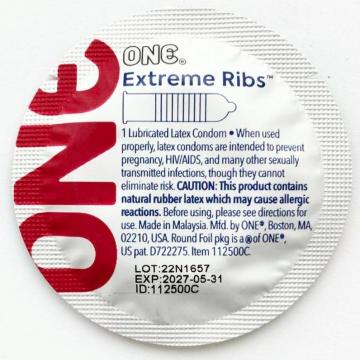 ONE
ONE®
Extreme Ribs™
1 Lubricated Latex Condom • When used
properly, latex condoms are intended to prevent
pregnancy, HIV/AIDS, and many other sexually
transmitted infections, though they cannot
eliminate risk. CAUTION: This product contains
natural rubber latex which may cause allergic
reactions. Before using, please see directions for
use. Made in Malaysia. Mfd. by ONE®, Boston, MA,
02210, USA. Round Foil pkg is a ® of ONE®,
US pat. D722275. Item 112500C.
LOT:22N1657
EXP:2027-05-31
ID:112500C